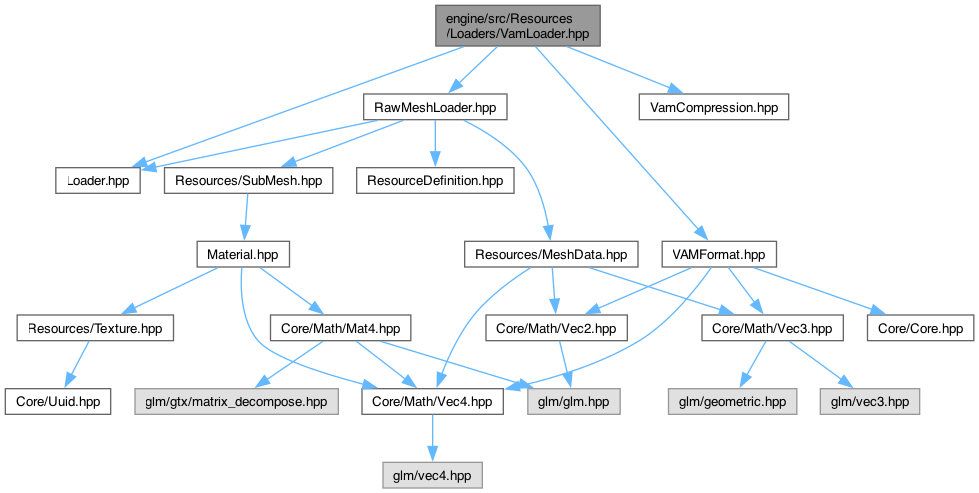 engine/src/Resources
/Loaders/VamLoader.hpp
RawMeshLoader.hpp
VamCompression.hpp
Loader.hpp
Resources/SubMesh.hpp
ResourceDefinition.hpp
Material.hpp
Resources/MeshData.hpp
VAMFormat.hpp
Resources/Texture.hpp
Core/Math/Mat4.hpp
Core/Math/Vec2.hpp
Core/Math/Vec3.hpp
Core/Core.hpp
Core/Uuid.hpp
glm/gtx/matrix_decompose.hpp
Core/Math/Vec4.hpp
glm/glm.hpp
glm/geometric.hpp
glm/vec3.hpp
glm/vec4.hpp